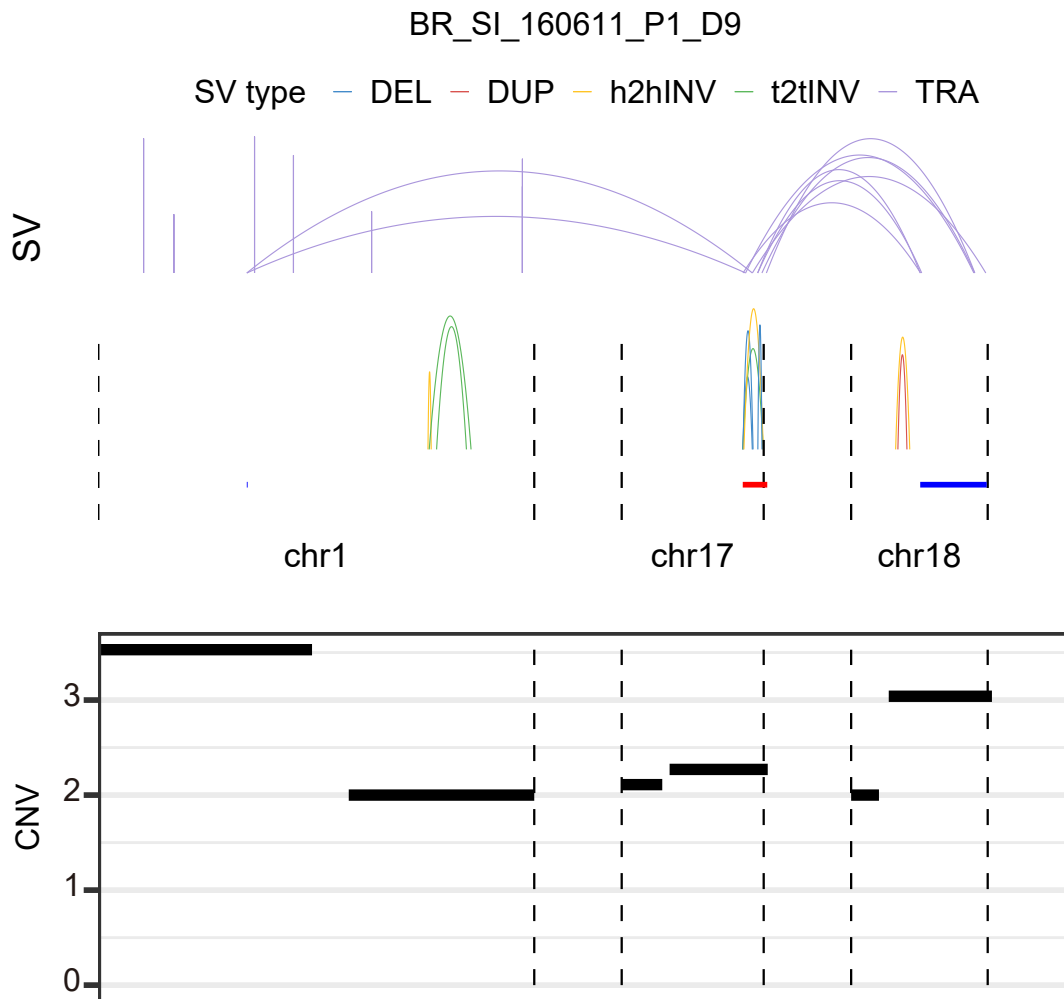 BR_SI_160611_P1_D9
SV type DEL DUP h2hINV t2tINV TRA
SV
chr1 chr17 chr18
CNV
3
2
1
0